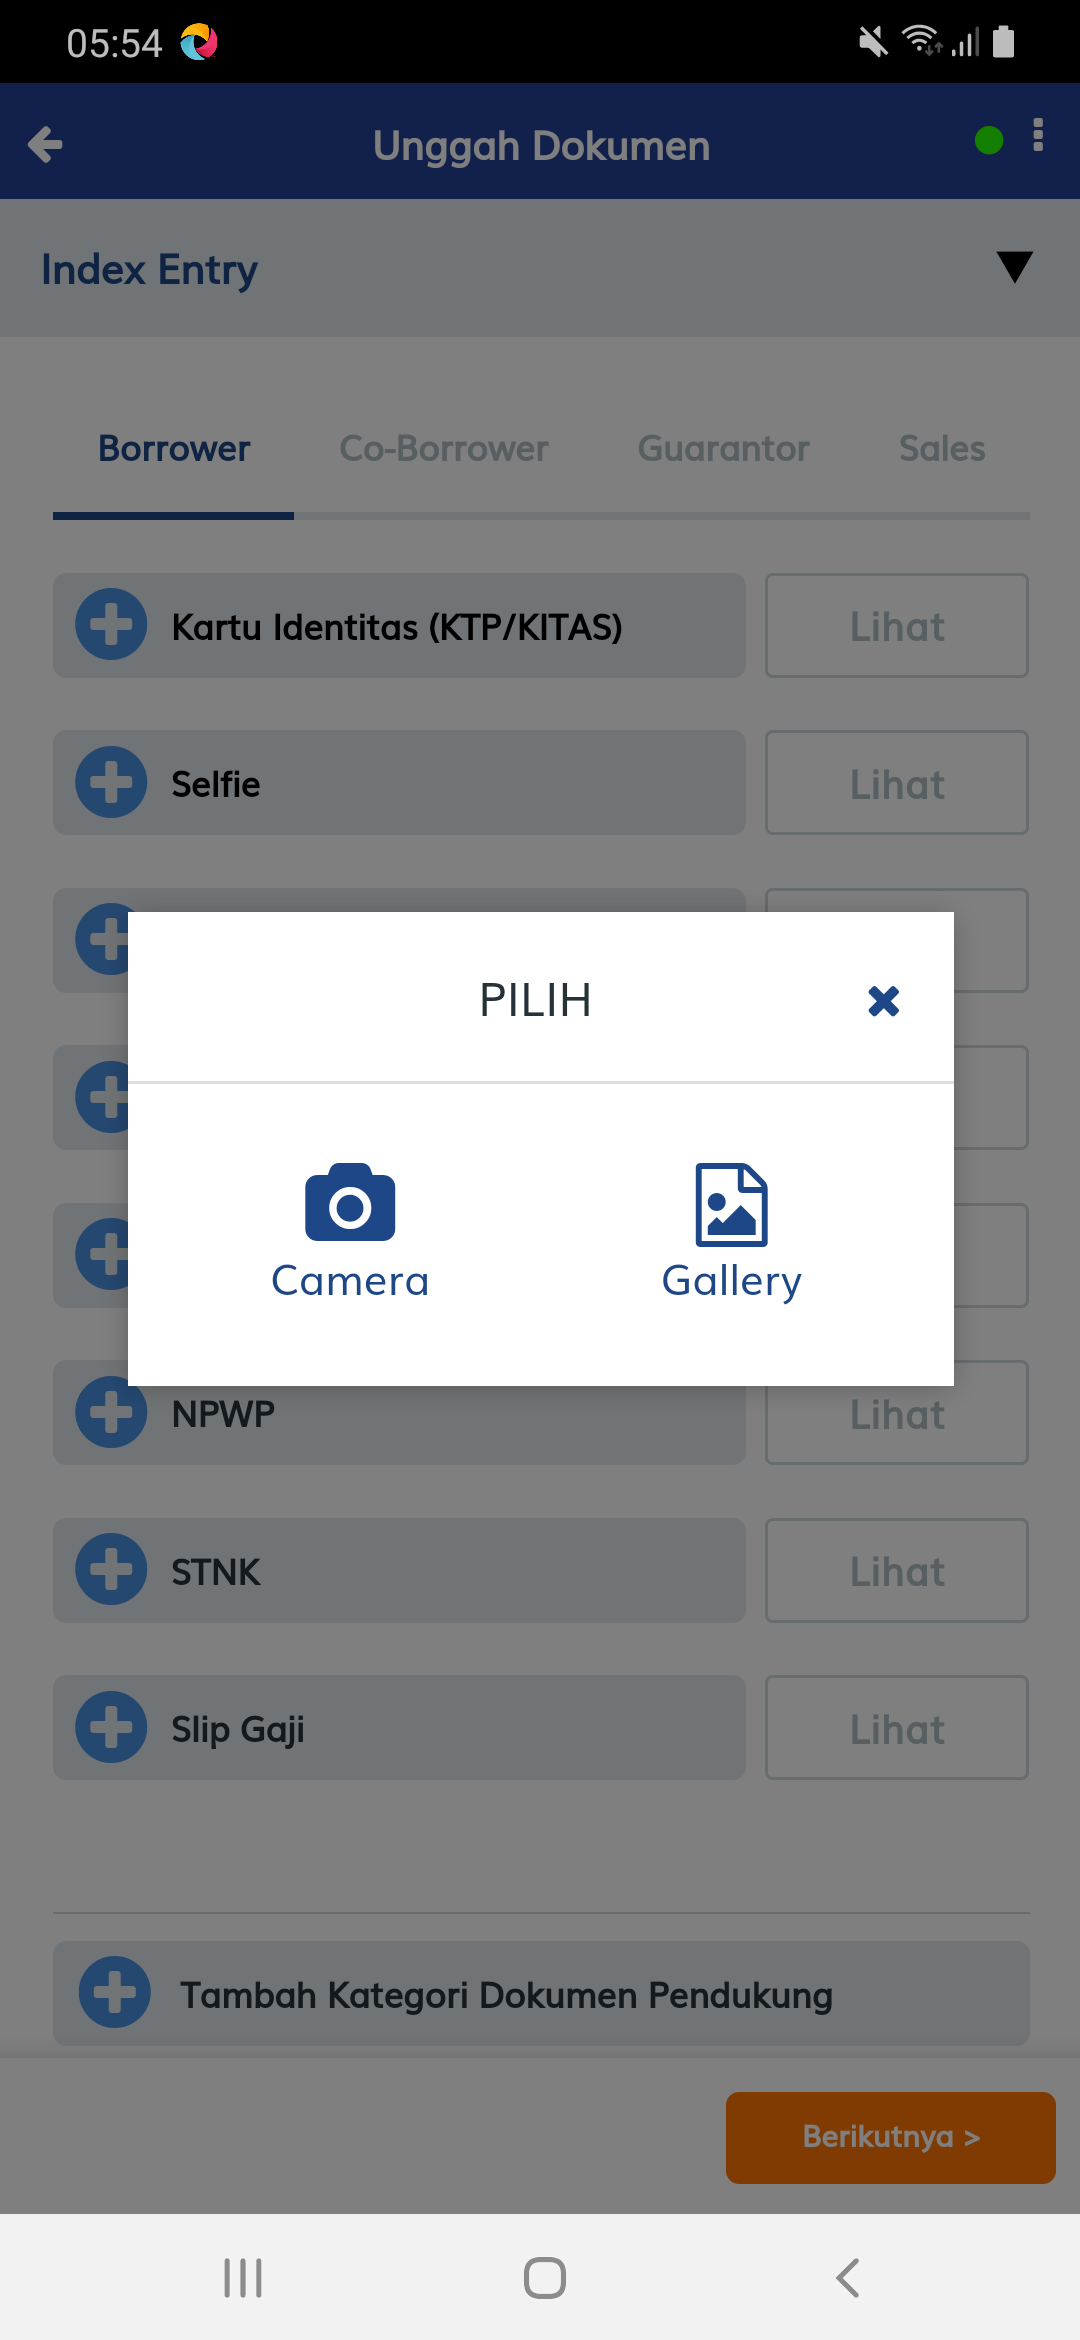 05:54
Unggah Dokumen
Index Entry
Borrower Co-Borrower Guarantor Sales
Kartu Identitas (KTP/KITAS) Lihat
Selfie Lihat
PILIH
Camera Gallery
NPWP Lihat
STNK Lihat
Slip Gaji Lihat
Tambah Kategori Dokumen Pendukung
Berikutnya >